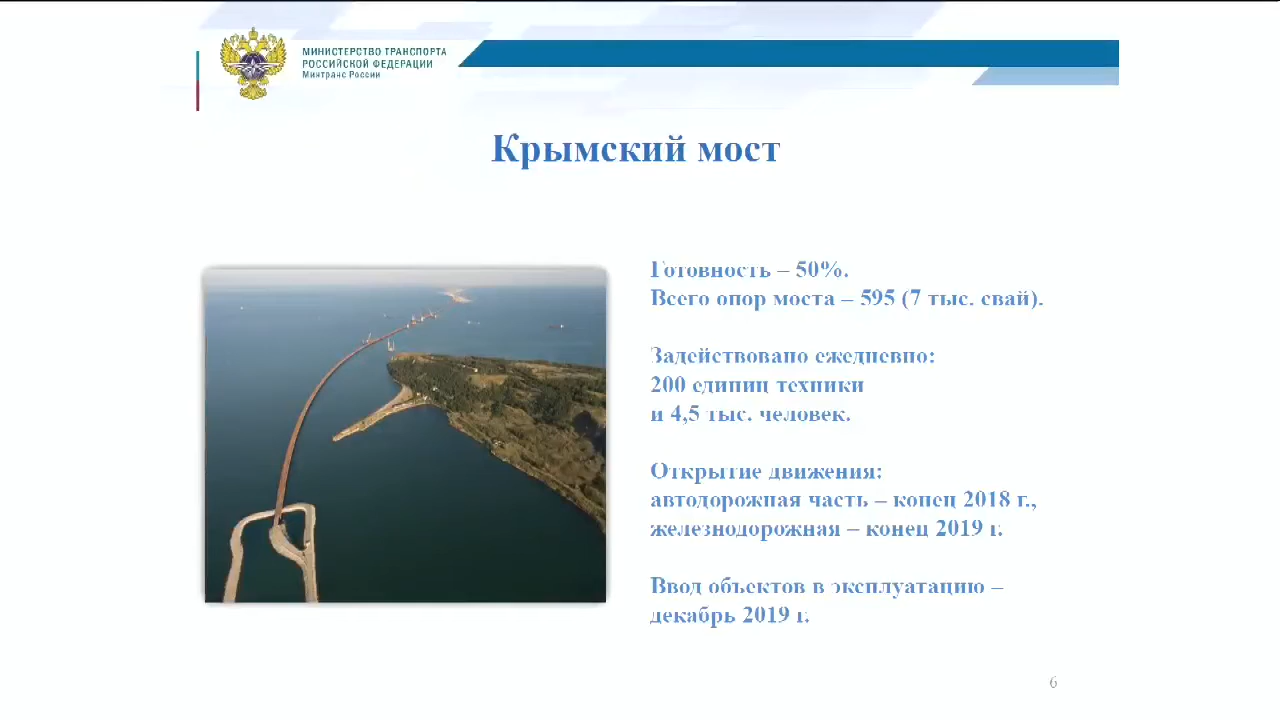 МИНИСТЕРСТВО ТРАНСПОРТА
РОССИЙСКОЙ ФЕДЕРАЦИИ
Минтранс России
Крымский мост
Готовность – 50%.
Всего опор моста – 595 (7 тыс. свай).
Задействовано ежедневно:
200 единиц техники
и 4,5 тыс. человек.
Открытие движения:
автодорожная часть – конец 2018 г.,
железнодорожная – конец 2019 г.
Ввод объектов в эксплуатацию –
декабрь 2019 г.
6